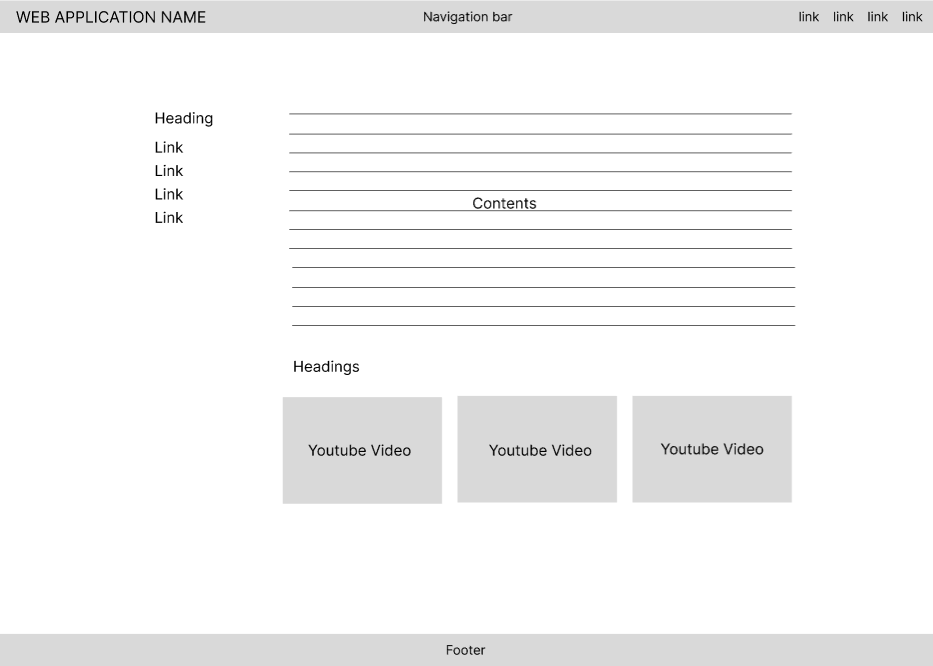 WEB APPLICATION NAME Navigation bar link link link link
Heading
Link
Link
Link
Link
Contents
Headings
Youtube Video Youtube Video Youtube Video
Footer